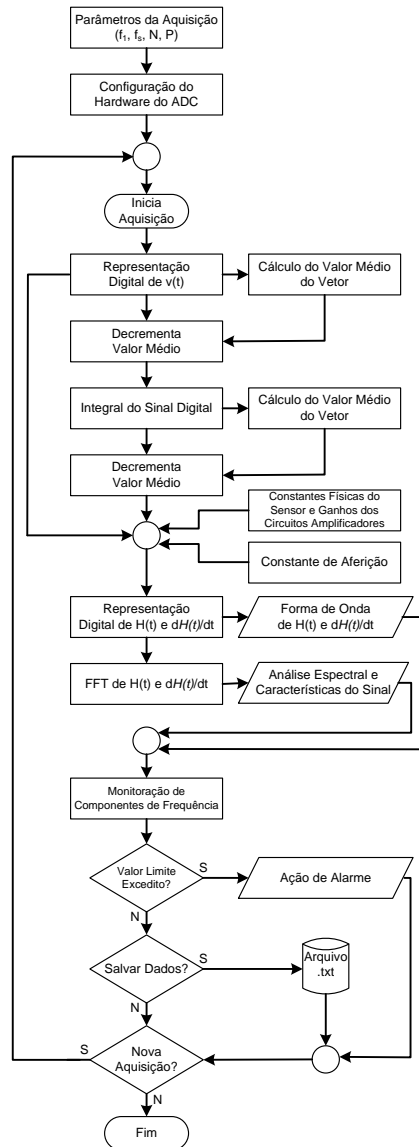 Parâmetros da Aquisição
(f1, fs, N, P)
Configuração do
Hardware do ADC
Inicia
Aquisição
Representação
Digital de v(t)
Cálculo do Valor Médio
do Vetor
Decrementa
Valor Médio
Integral do Sinal Digital
Cálculo do Valor Médio
do Vetor
Decrementa
Valor Médio
Constantes Físicas do
Sensor e Ganhos dos
Circuitos Amplificadores
Constante de Aferição
Representação
Digital de H(t) e dH(t)/dt
Forma de Onda
de H(t) e dH(t)/dt
FFT de H(t) e dH(t)/dt
Análise Espectral e
Características do Sinal
Monitoração de
Componentes de Frequência
Valor Limite
Excedito?
S
Ação de Alarme
N
Salvar Dados?
S
Arquivo
.txt
N
S
Nova
Aquisição?
N
Fim